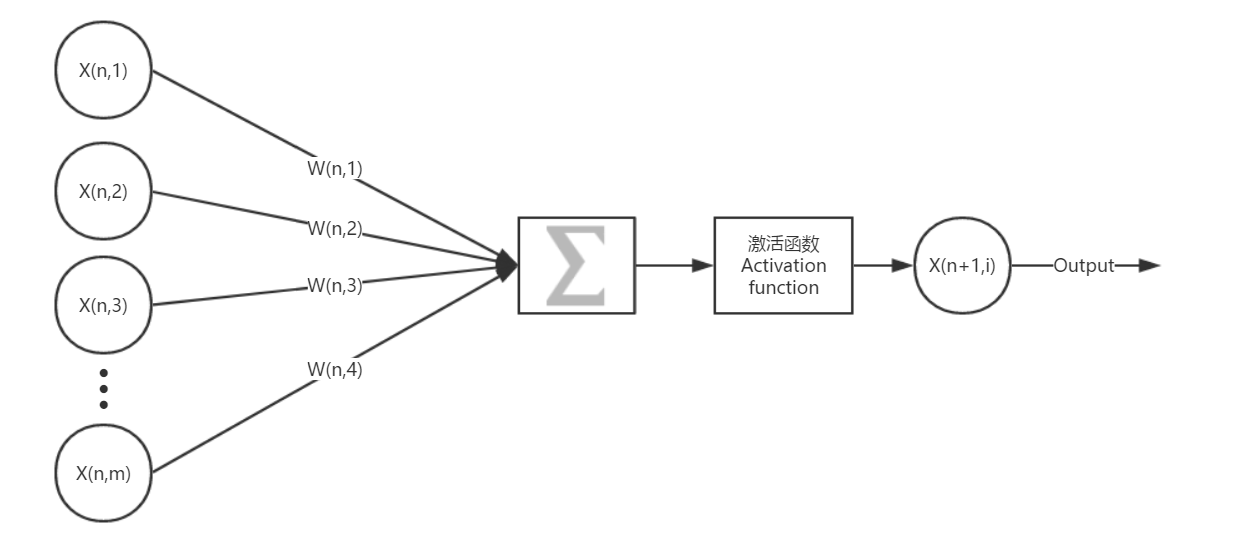 X(n,1)
W(n,1)
X(n,2)
W(n,2)
X(n,3)
W(n,3)
X(n,m)
W(n,4)
Σ
激活函数
Activation
function
X(n+1,i)
Output